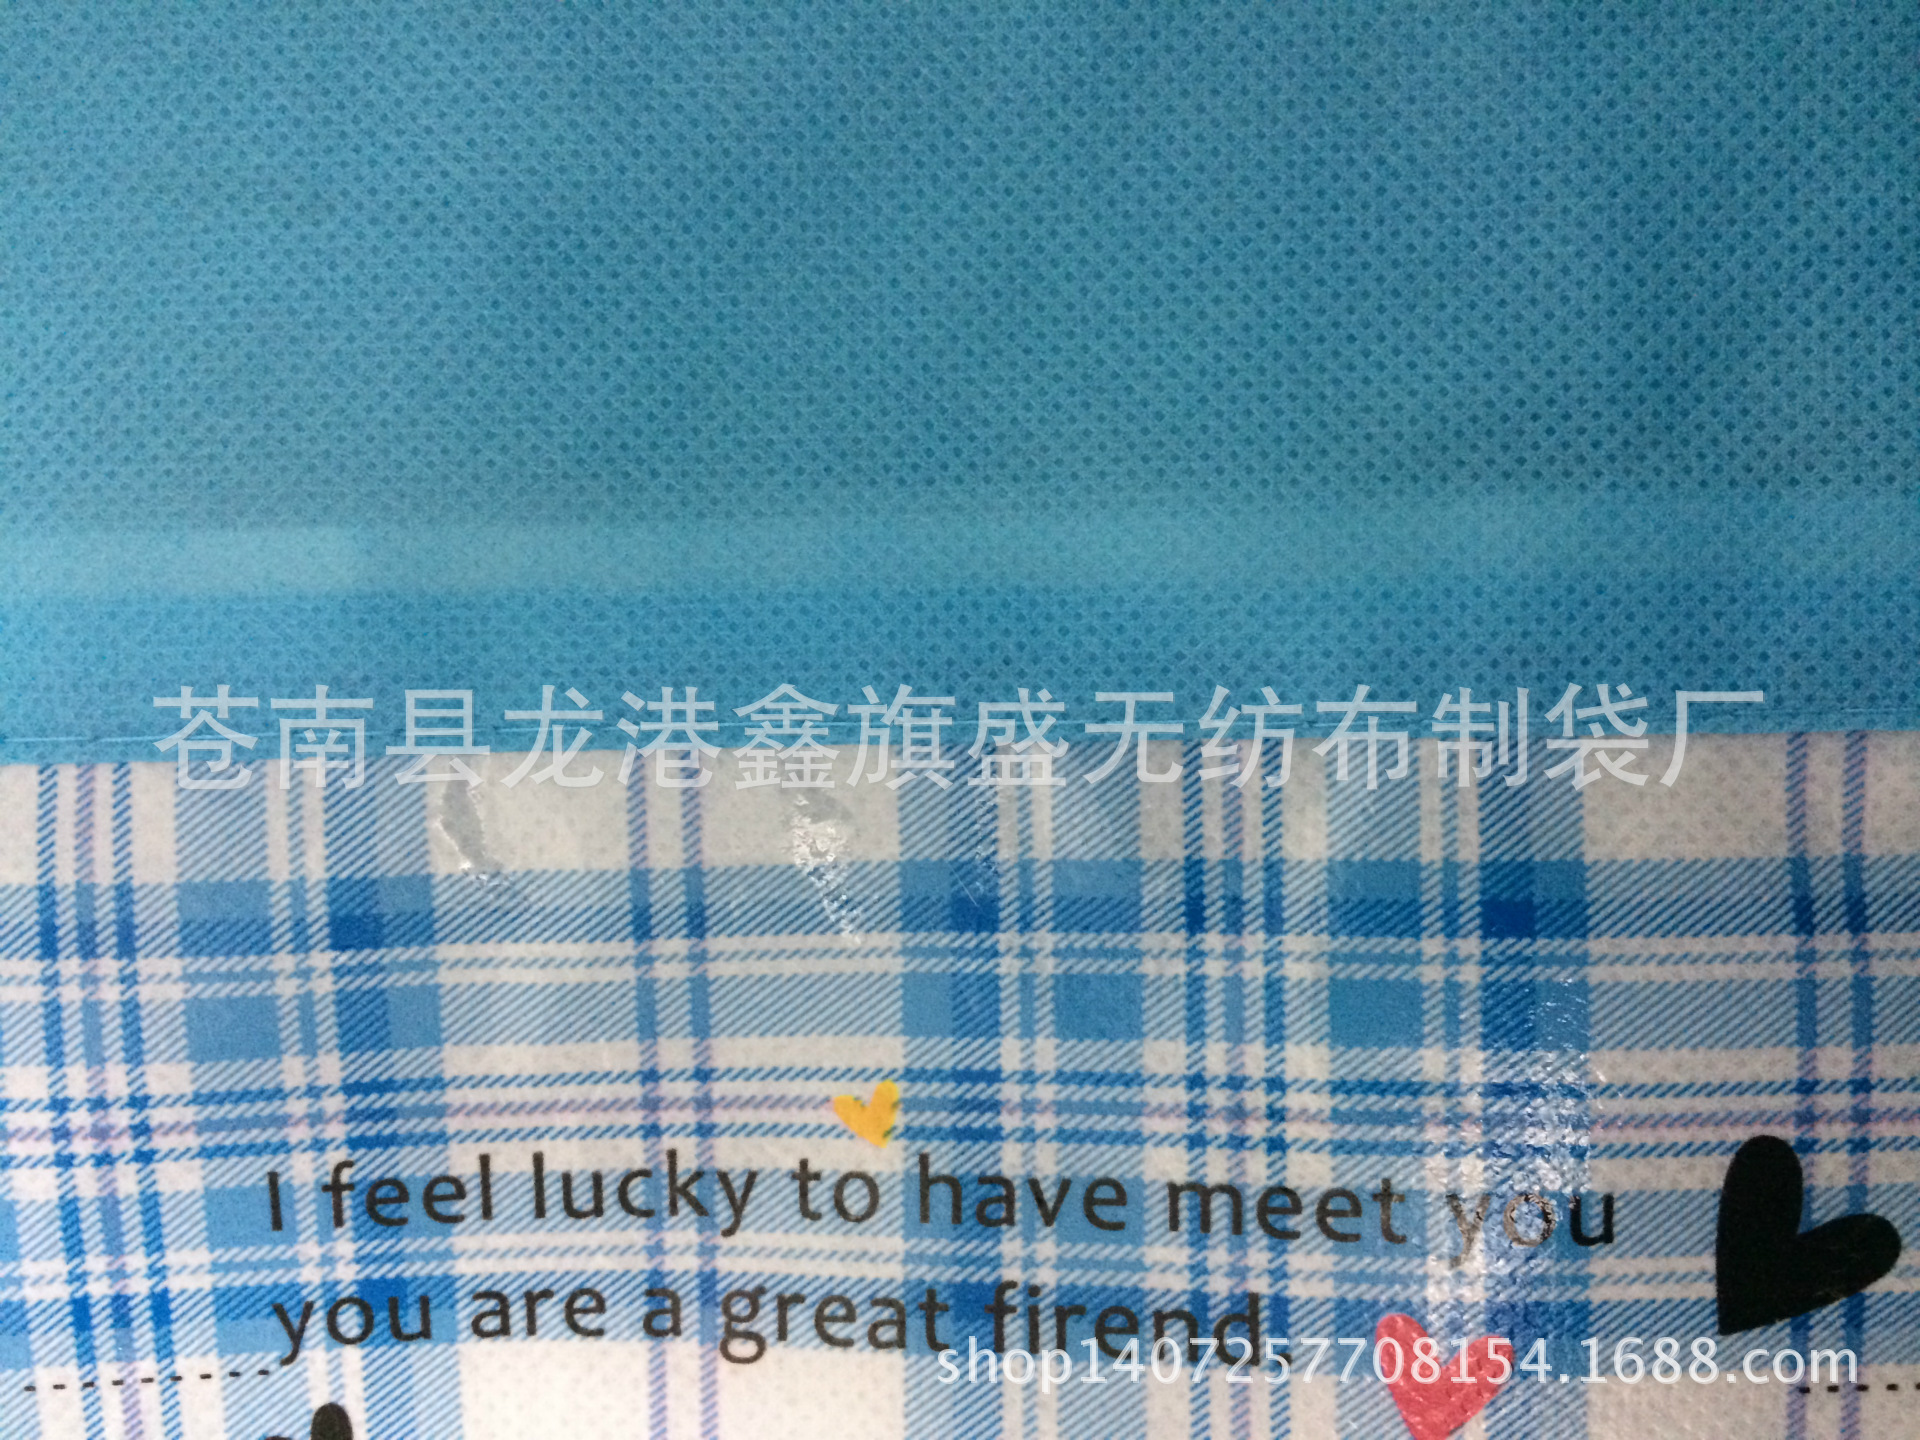 苍南县龙港鑫旗盛无纺布制袋厂
I feel lucky to have meet you
you are a great firend.
shop1407257708154.1688.com